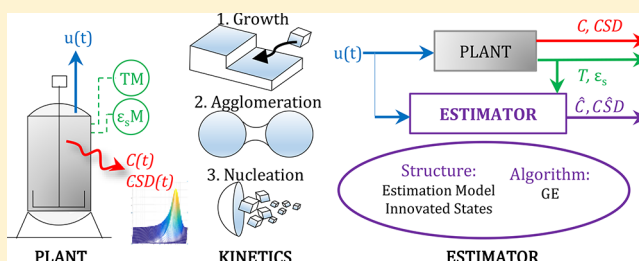 u(t)
TM
εsM
C(t)
CSD(t)
PLANT
1. Growth
2. Agglomeration
3. Nucleation
KINETICS
C, CSD
u(t)
PLANT
T, εs
ESTIMATOR
Ĉ, CŜD
Structure:
Estimation Model
Innovated States
Algorithm:
GE
ESTIMATOR